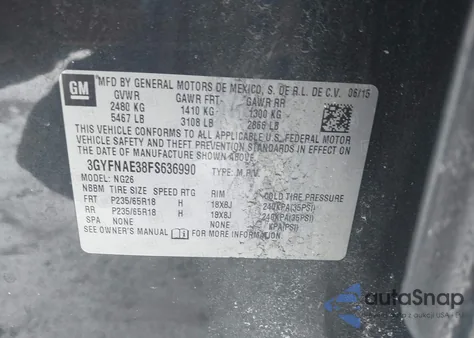 GM
MFD BY GENERAL MOTORS DE MEXICO, S. DE R.L. DE C.V. 06/15
GVWR GAWR FRT GAWR RR
2480 KG 1410 KG 1300 KG
5467 LB 3108 LB 2866 LB
THIS VEHICLE CONFORMS TO ALL APPLICABLE U.S. FEDERAL MOTOR
VEHICLE SAFETY AND THEFT PREVENTION STANDARDS IN EFFECT ON
THE DATE OF MANUFACTURE SHOWN ABOVE.
3GYFNAE38FS636990 TYPE: M.P.V.
MODEL: NG26
NBBM TIRE SIZE SPEED RTG RIM COLD TIRE PRESSURE
FRT P235/65R18 H 18X8J 240KPA(35PSI)
RR P235/65R18 H 18X8J 240KPA(35PSI)
SPA NONE NONE KPA(PSI)
SEE OWNER'S MANUAL FOR MORE INFORMATION.
autoSnap